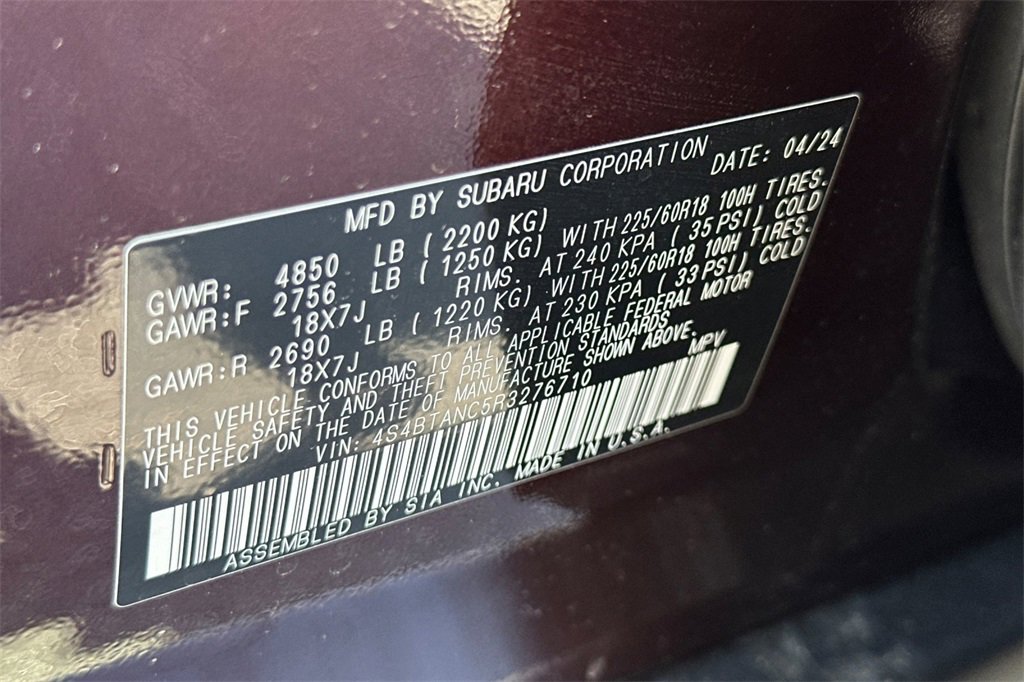 MFD BY SUBARU CORPORATION DATE: 04/24
GVWR: 4850 LB ( 2200 KG)
GAWR:F 2756 LB ( 1250 KG) WITH 225/60R18 100H TIRES.
18X7J RIMS. AT 240 KPA ( 35 PSI) COLD
GAWR:R 2690 LB ( 1220 KG) WITH 225/60R18 100H TIRES.
18X7J RIMS. AT 230 KPA ( 33 PSI) COLD
THIS VEHICLE CONFORMS TO ALL APPLICABLE FEDERAL MOTOR
VEHICLE SAFETY AND THEFT PREVENTION STANDARDS
IN EFFECT ON THE DATE OF MANUFACTURE SHOWN ABOVE.
VIN: 4S4BTANC5R3276710 MPV
ASSEMBLED BY SIA INC. MADE IN U.S.A.